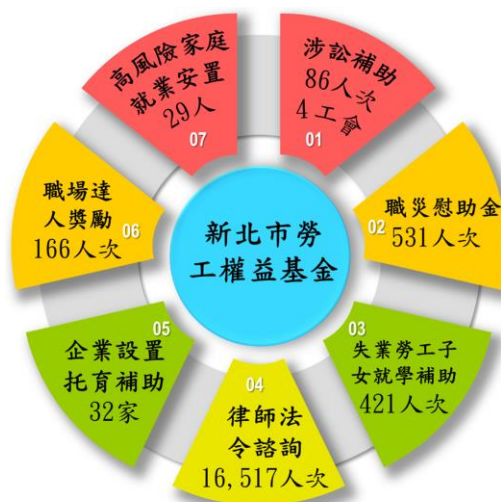 新北市勞
工權益基金
涉訟補助
86人次
4工會
01
02
職災慰助金
531人次
03
失業勞工子
女就學補助
421人次
04
律師法
令諮詢
16,517人次
05
企業設置
托育補助
32家
06
職場達
人獎勵
166人次
高風險家庭
就業安置
29人
07